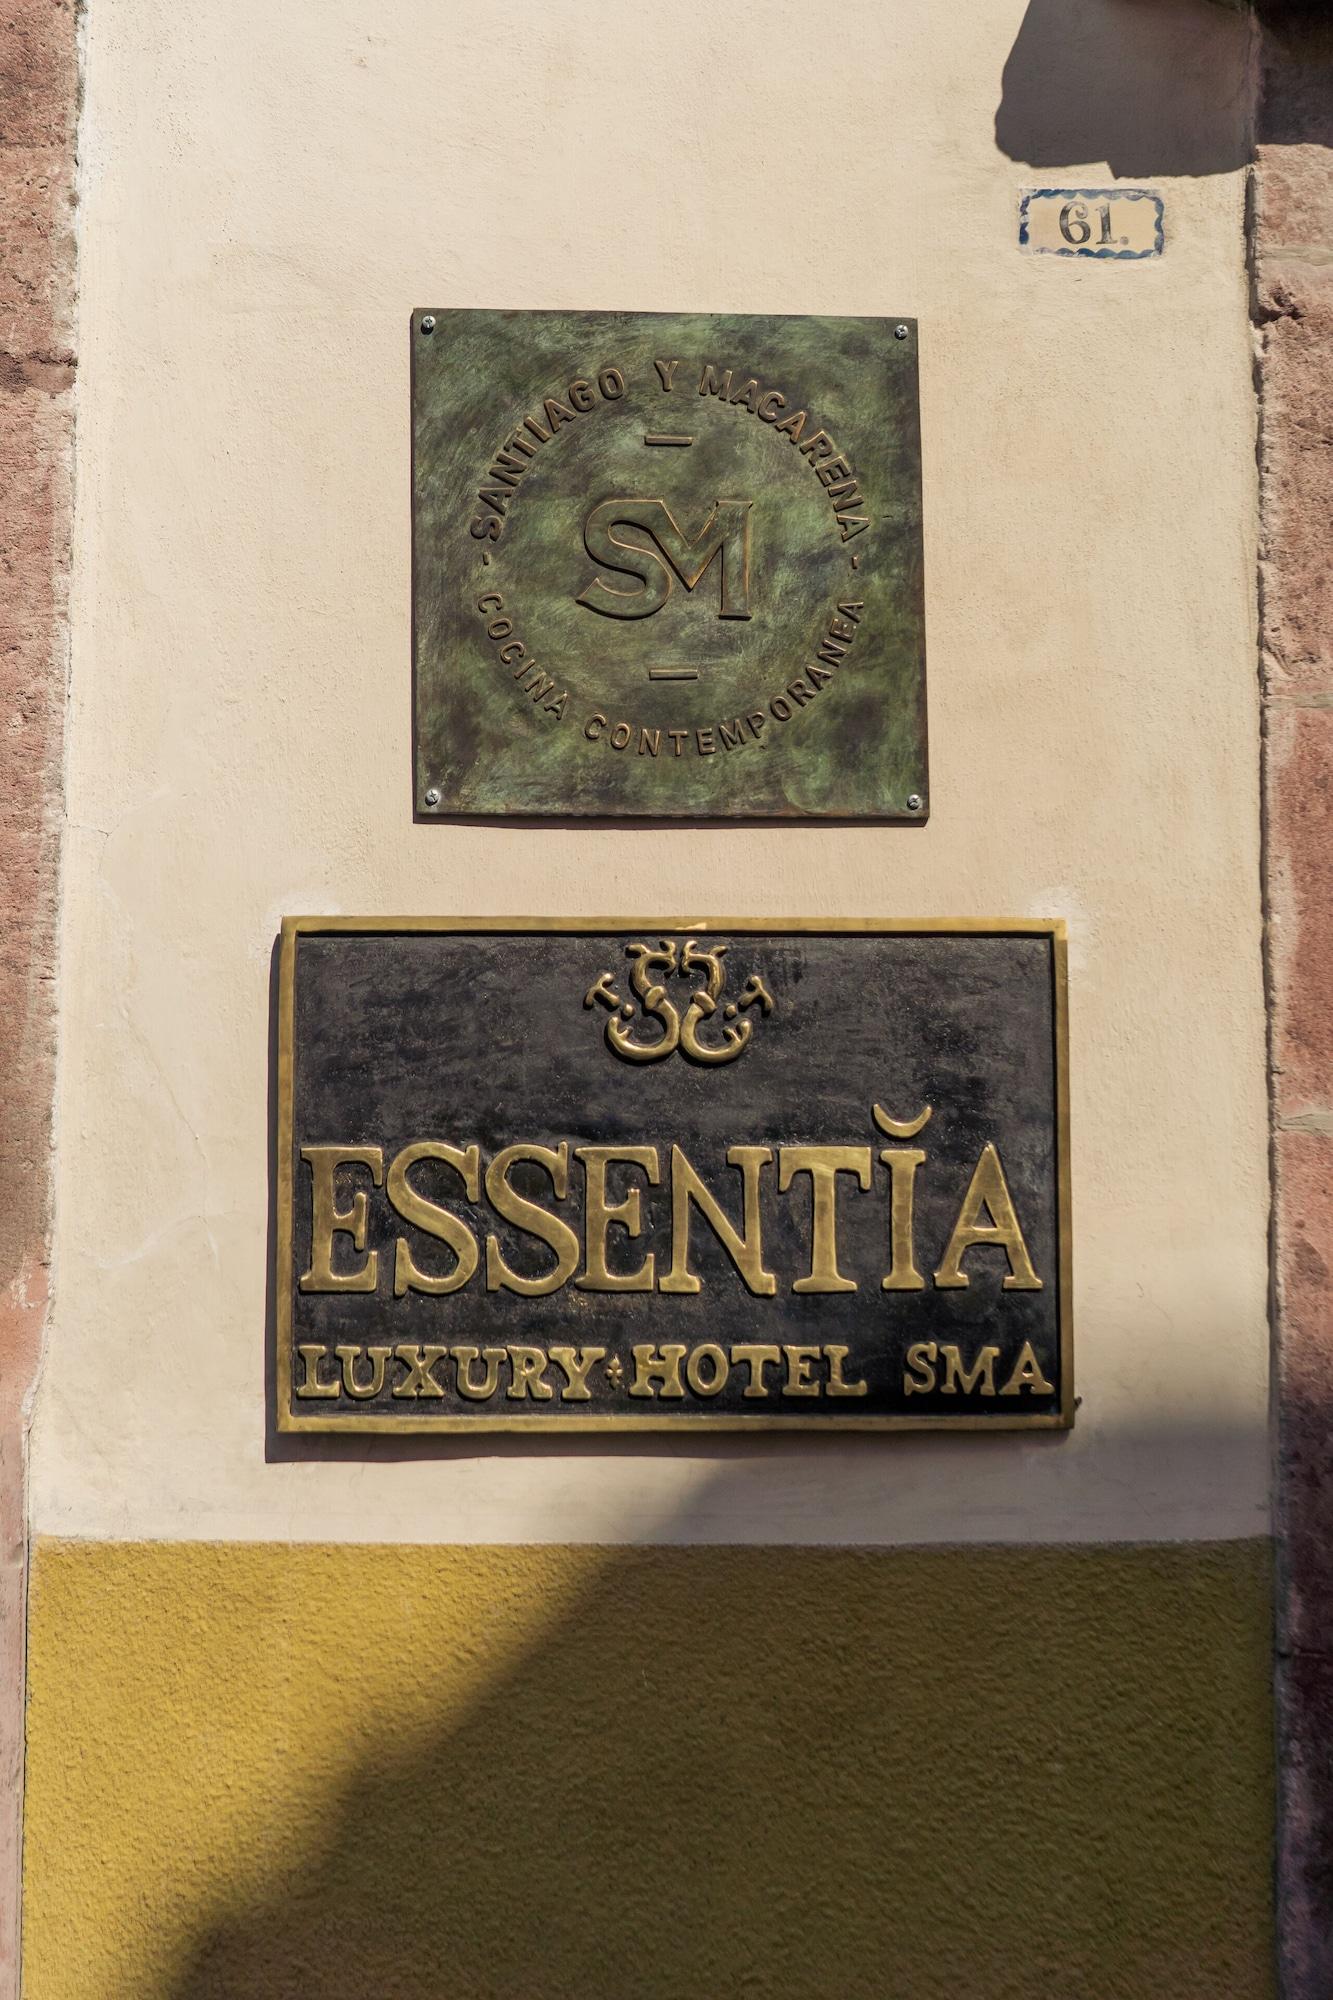 61.
- SANTIAGO Y MACARENA -
SM
COCINA CONTEMPORANEA
ESSENTĬA
LUXURY HOTEL SMA